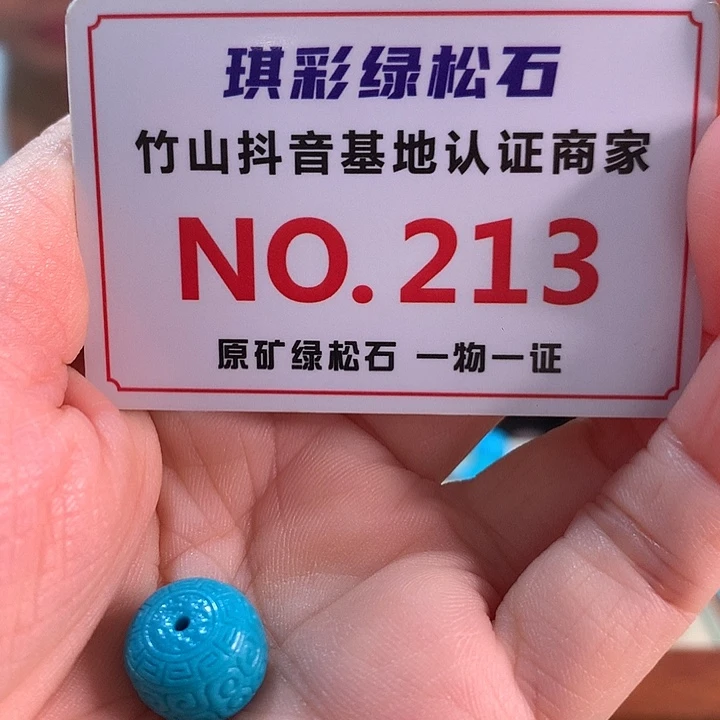 琪彩绿松石
竹山抖音基地认证商家
NO.213
原矿绿松石 一物一证